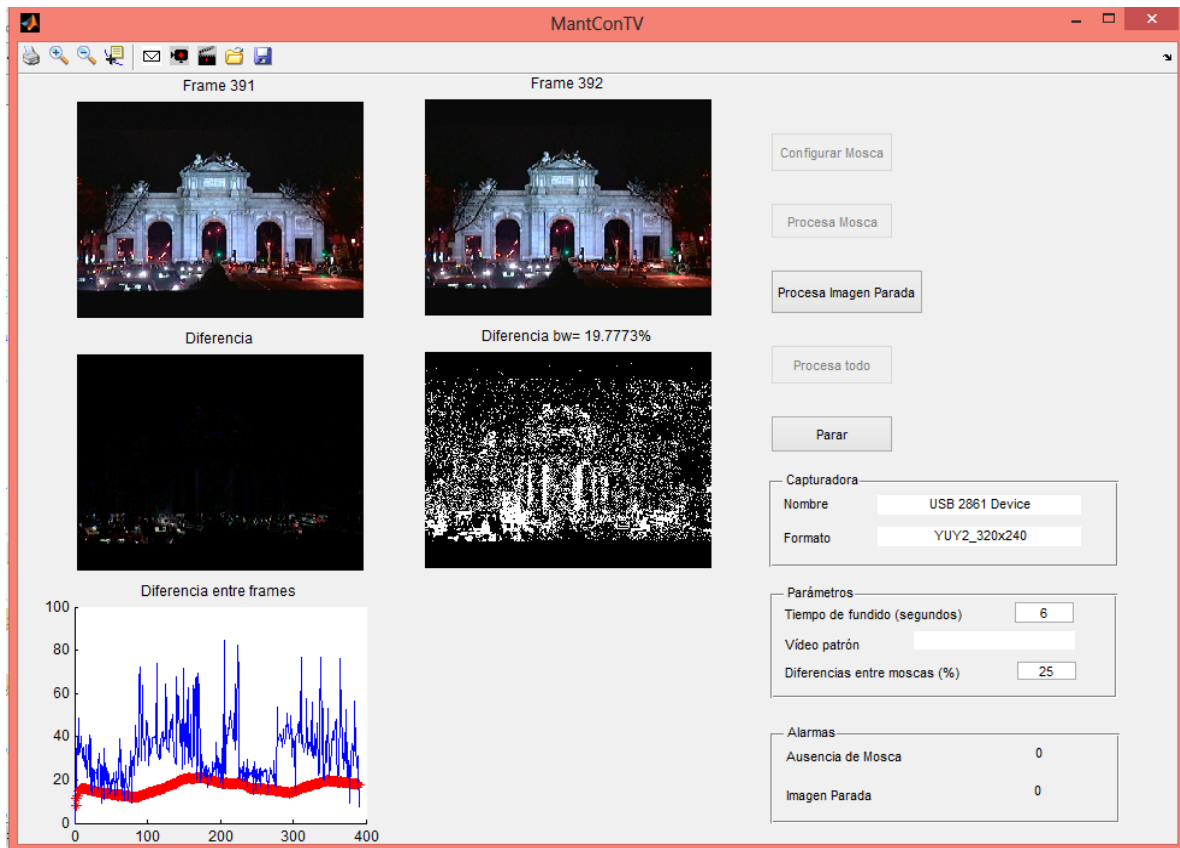 MantConTV
Frame 391
Frame 392
Configurar Mosca
Procesa Mosca
Procesa Imagen Parada
Diferencia
Diferencia bw= 19.7773%
Procesa todo
Parar
Capturadora
Nombre USB 2861 Device
Formato YUY2_320x240
Diferencia entre frames
100
80
60
40
20
0
0 100 200 300 400
Parámetros
Tiempo de fundido (segundos) 6
Vídeo patrón
Diferencias entre moscas (%) 25
Alarmas
Ausencia de Mosca 0
Imagen Parada 0